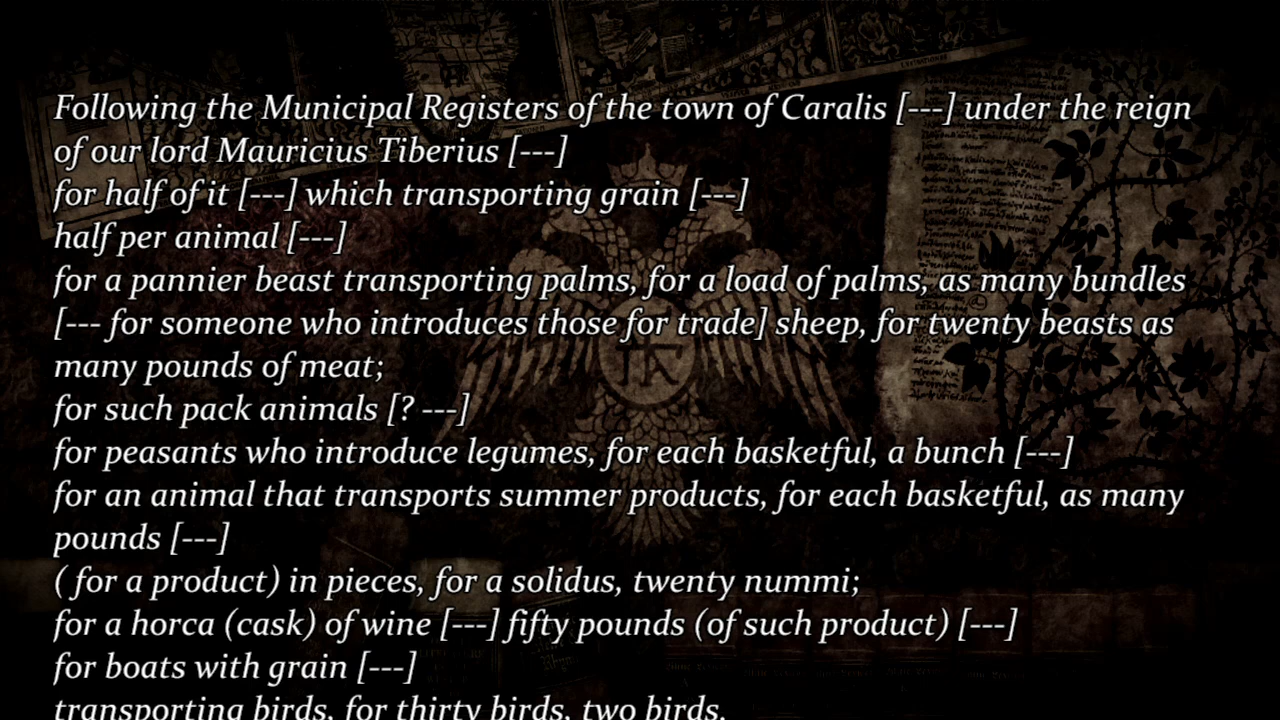 Following the Municipal Registers of the town of Caralis [---] under the reign
of our lord Mauricius Tiberius [---]
for half of it [---] which transporting grain [---]
half per animal [---]
for a pannier beast transporting palms, for a load of palms, as many bundles
[--- for someone who introduces those for trade] sheep, for twenty beasts as
many pounds of meat;
for such pack animals [? ---]
for peasants who introduce legumes, for each basketful, a bunch [---]
for an animal that transports summer products, for each basketful, as many
pounds [---]
( for a product) in pieces, for a solidus, twenty nummi;
for a horca (cask) of wine [---] fifty pounds (of such product) [---]
for boats with grain [---]
transporting birds, for thirty birds, two birds.